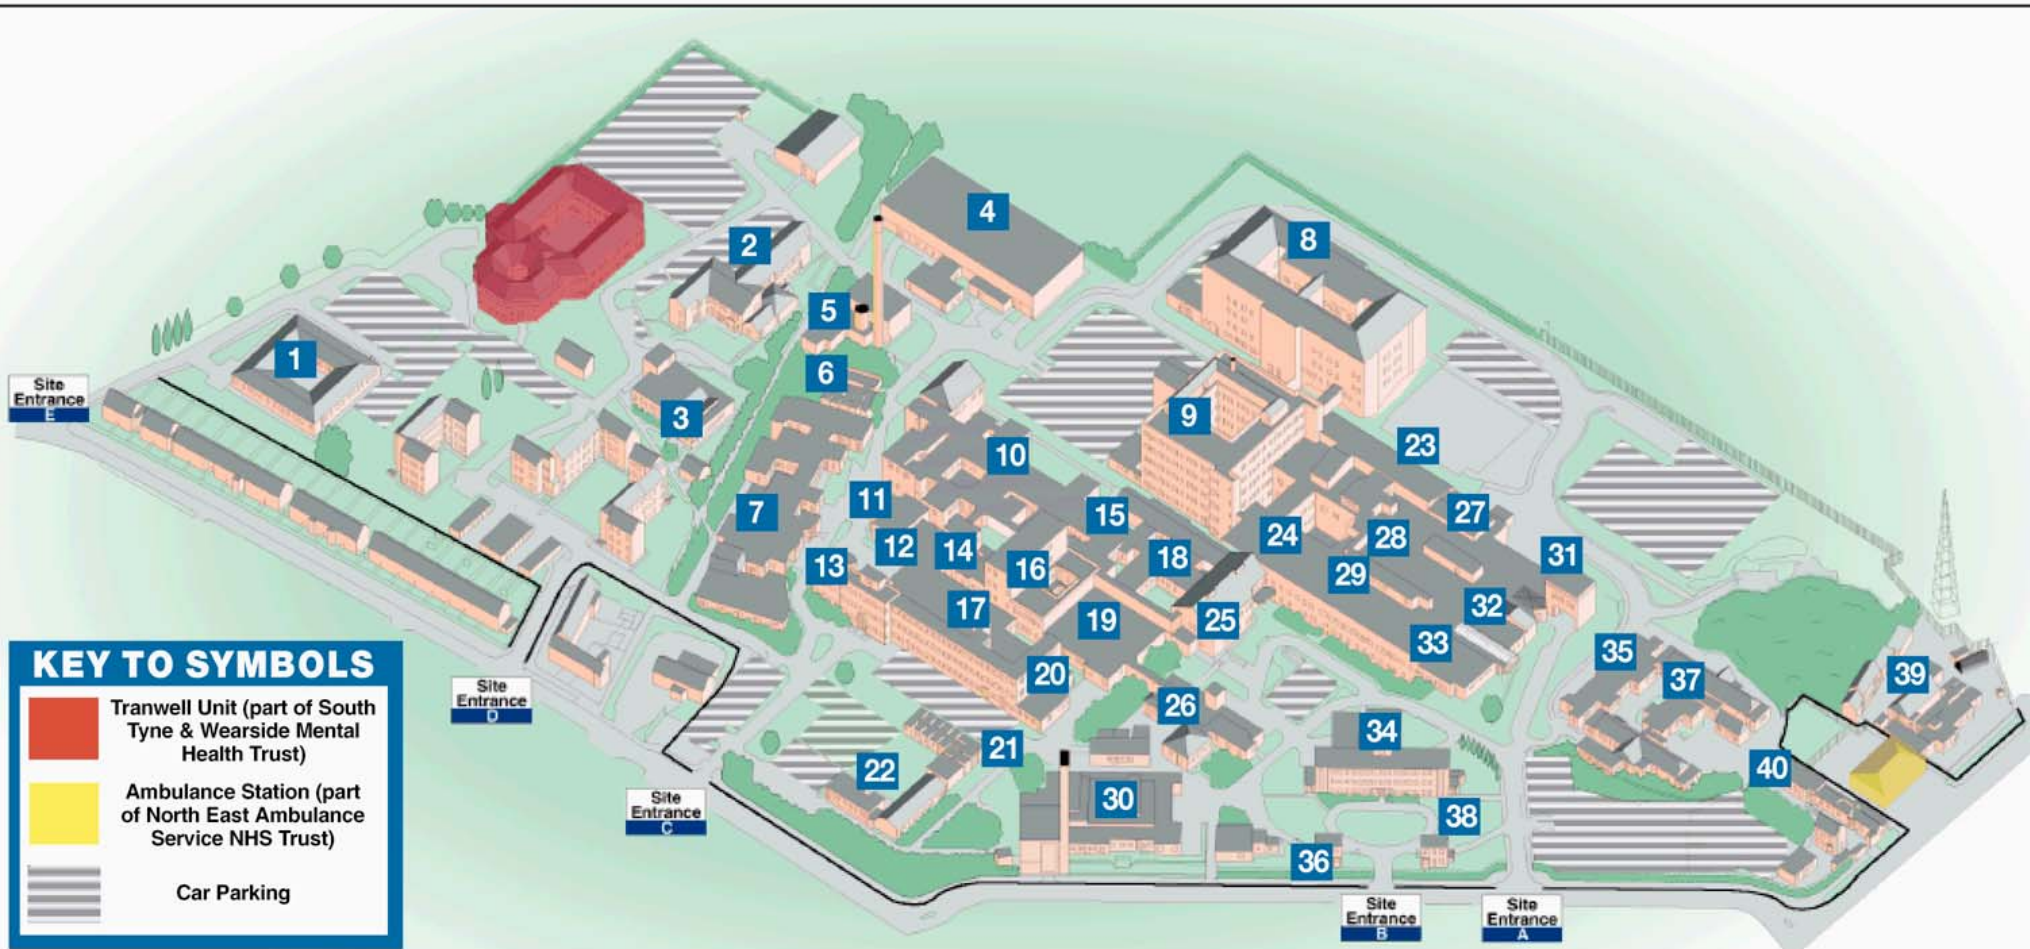 1
2
3
4
5
6
7
8
9
10
11
12
13
14
15
16
17
18
19
20
21
22
23
24
25
26
27
28
29
30
31
32
33
34
35
36
37
38
39
40
Site
Entrance
E
Site
Entrance
D
Site
Entrance
C
Site
Entrance
B
Site
Entrance
A
KEY TO SYMBOLS
Tranwell Unit (part of South
Tyne & Wearside Mental
Health Trust)
Ambulance Station (part
of North East Ambulance
Service NHS Trust)
Car Parking